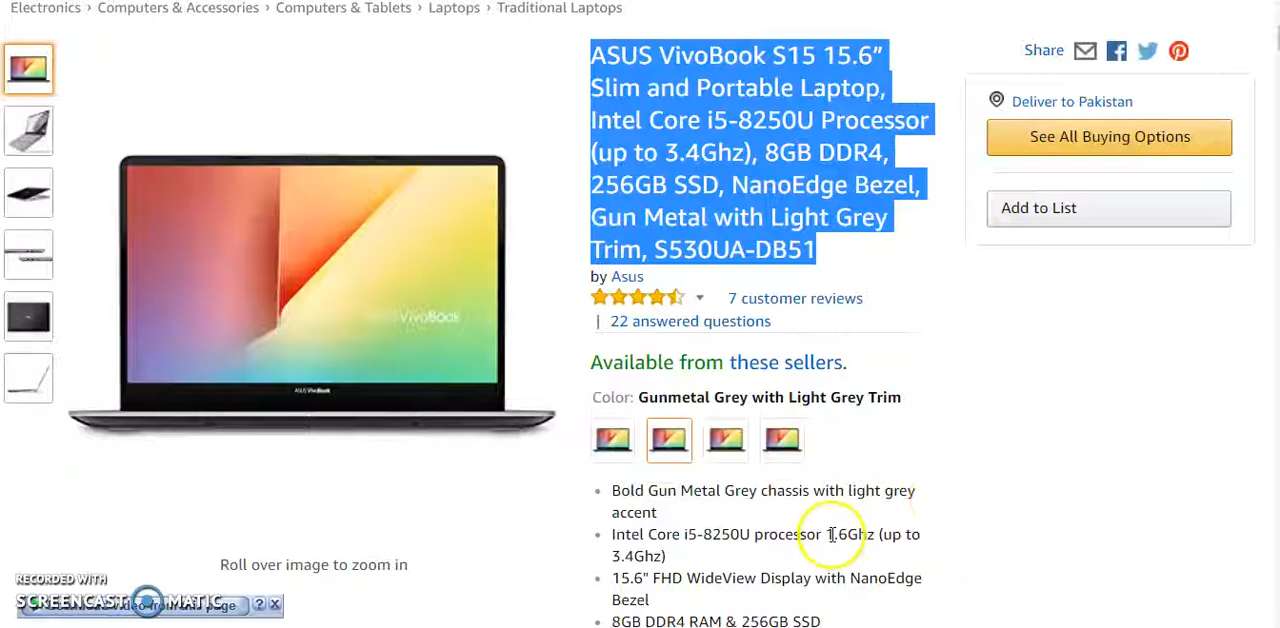 Electronics › Computers & Accessories › Computers & Tablets › Laptops › Traditional Laptops
ASUS VivoBook S15 15.6”
Slim and Portable Laptop,
Intel Core i5-8250U Processor
(up to 3.4Ghz), 8GB DDR4,
256GB SSD, NanoEdge Bezel,
Gun Metal with Light Grey
Trim, S530UA-DB51
by Asus
7 customer reviews
| 22 answered questions
Available from these sellers.
Color: Gunmetal Grey with Light Grey Trim
• Bold Gun Metal Grey chassis with light grey
accent
• Intel Core i5-8250U processor 1.6Ghz (up to
3.4Ghz)
• 15.6" FHD WideView Display with NanoEdge
Bezel
• 8GB DDR4 RAM & 256GB SSD
Share
Deliver to Pakistan
See All Buying Options
Add to List
VivoBook
ASUS VivoBook
Roll over image to zoom in
RECORDED WITH
SCREENCAST MATIC
video from this page
?